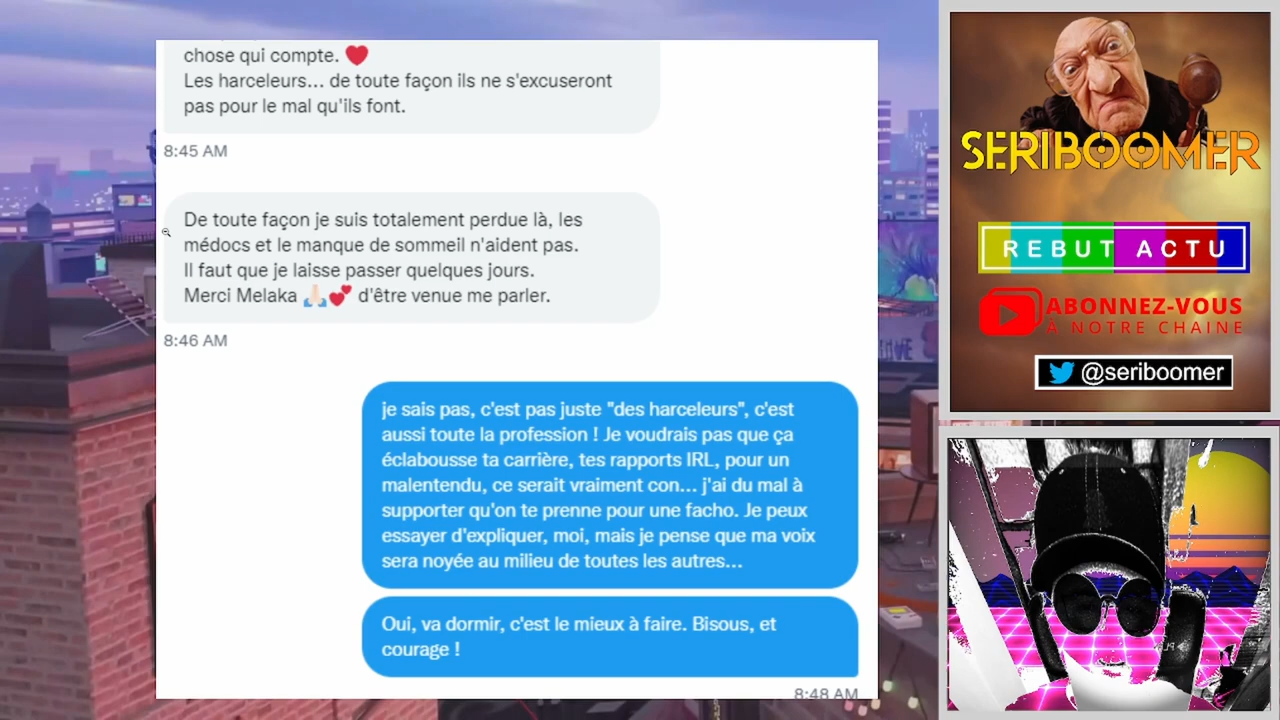 chose qui compte. ❤️
Les harceleurs... de toute façon ils ne s'excuseront
pas pour le mal qu'ils font.
8:45 AM
De toute façon je suis totalement perdue là, les
médocs et le manque de sommeil n'aident pas.
Il faut que je laisse passer quelques jours.
Merci Melaka 🙏🏻💕 d'être venue me parler.
8:46 AM
je sais pas, c'est pas juste "des harceleurs", c'est
aussi toute la profession ! Je voudrais pas que ça
éclabousse ta carrière, tes rapports IRL, pour un
malentendu, ce serait vraiment con... j'ai du mal à
supporter qu'on te prenne pour une facho. Je peux
essayer d'expliquer, moi, mais je pense que ma voix
sera noyée au milieu de toutes les autres...
Oui, va dormir, c'est le mieux à faire. Bisous, et
courage !
8:48 AM
SERIBOOMER
REBUT ACTU
ABONNEZ-VOUS
À NOTRE CHAINE
@seriboomer